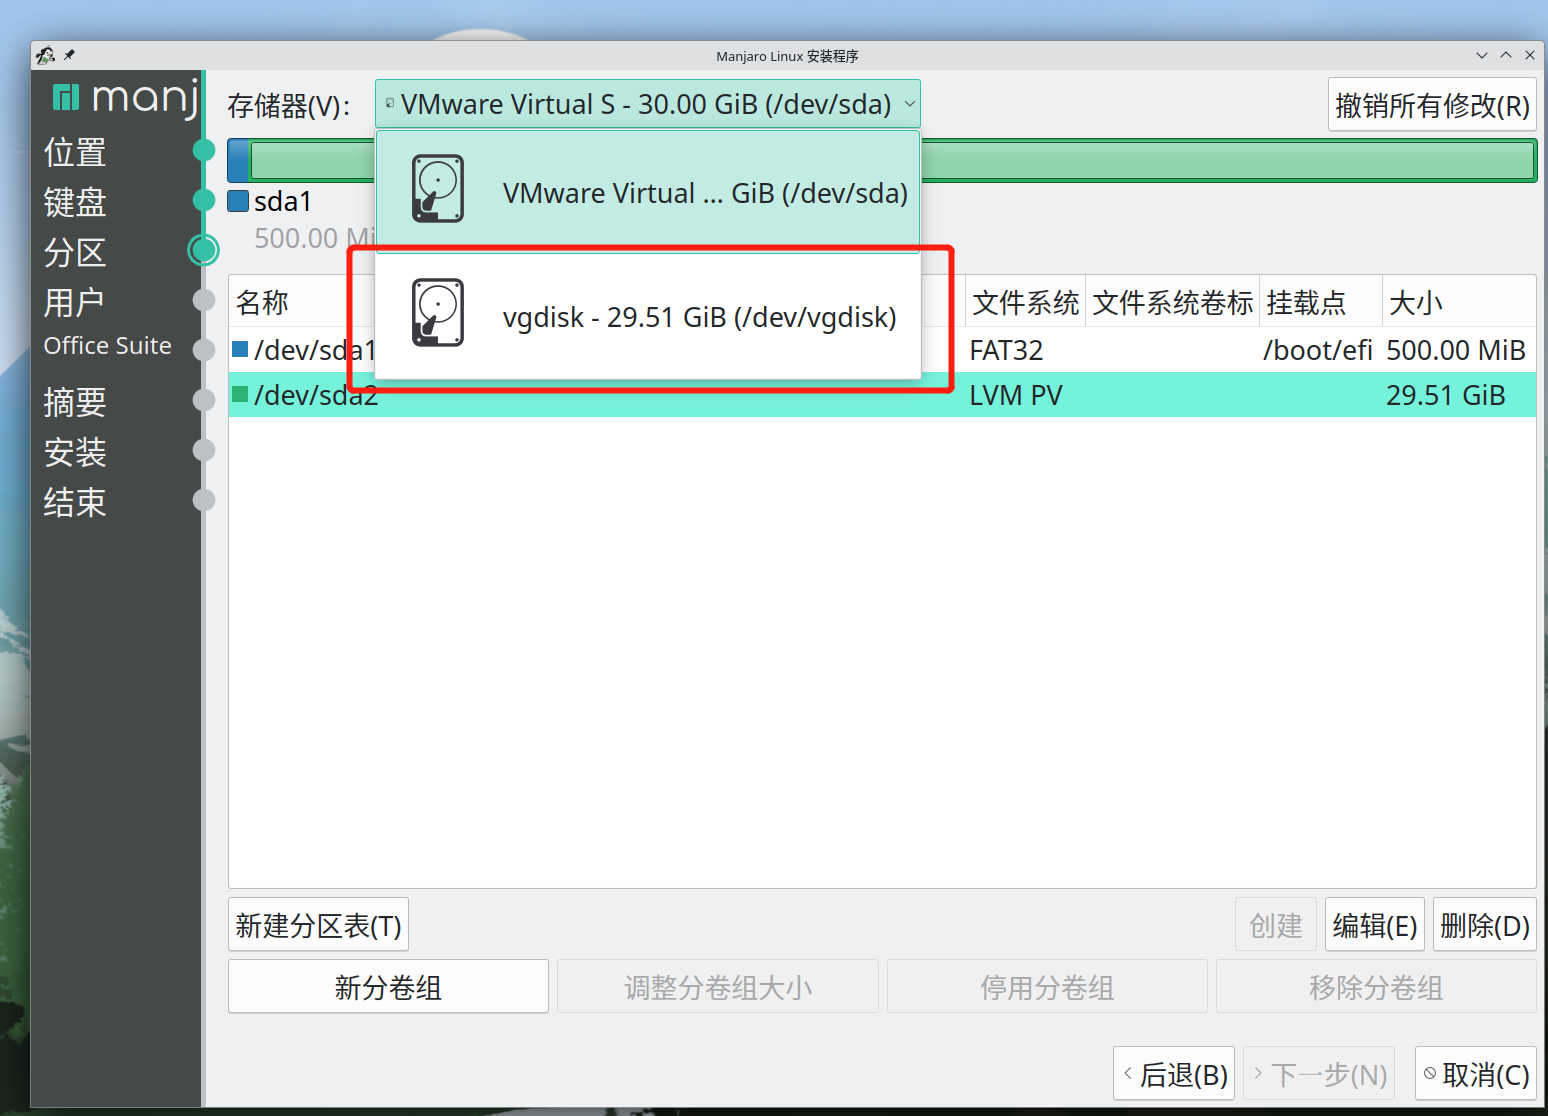 Manjaro Linux 安装程序
manj
位置
键盘
分区
用户
Office Suite
摘要
安装
结束
存储器(V):
VMware Virtual S - 30.00 GiB (/dev/sda)
撤销所有修改(R)
VMware Virtual ... GiB (/dev/sda)
vgdisk - 29.51 GiB (/dev/vgdisk)
sda1
500.00 Mi
名称 文件系统 文件系统卷标 挂载点 大小
/dev/sda1 FAT32 /boot/efi 500.00 MiB
/dev/sda2 LVM PV 29.51 GiB
新建分区表(T) 创建 编辑(E) 删除(D)
新分卷组 调整分卷组大小 停用分卷组 移除分卷组
后退(B) 下一步(N) 取消(C)